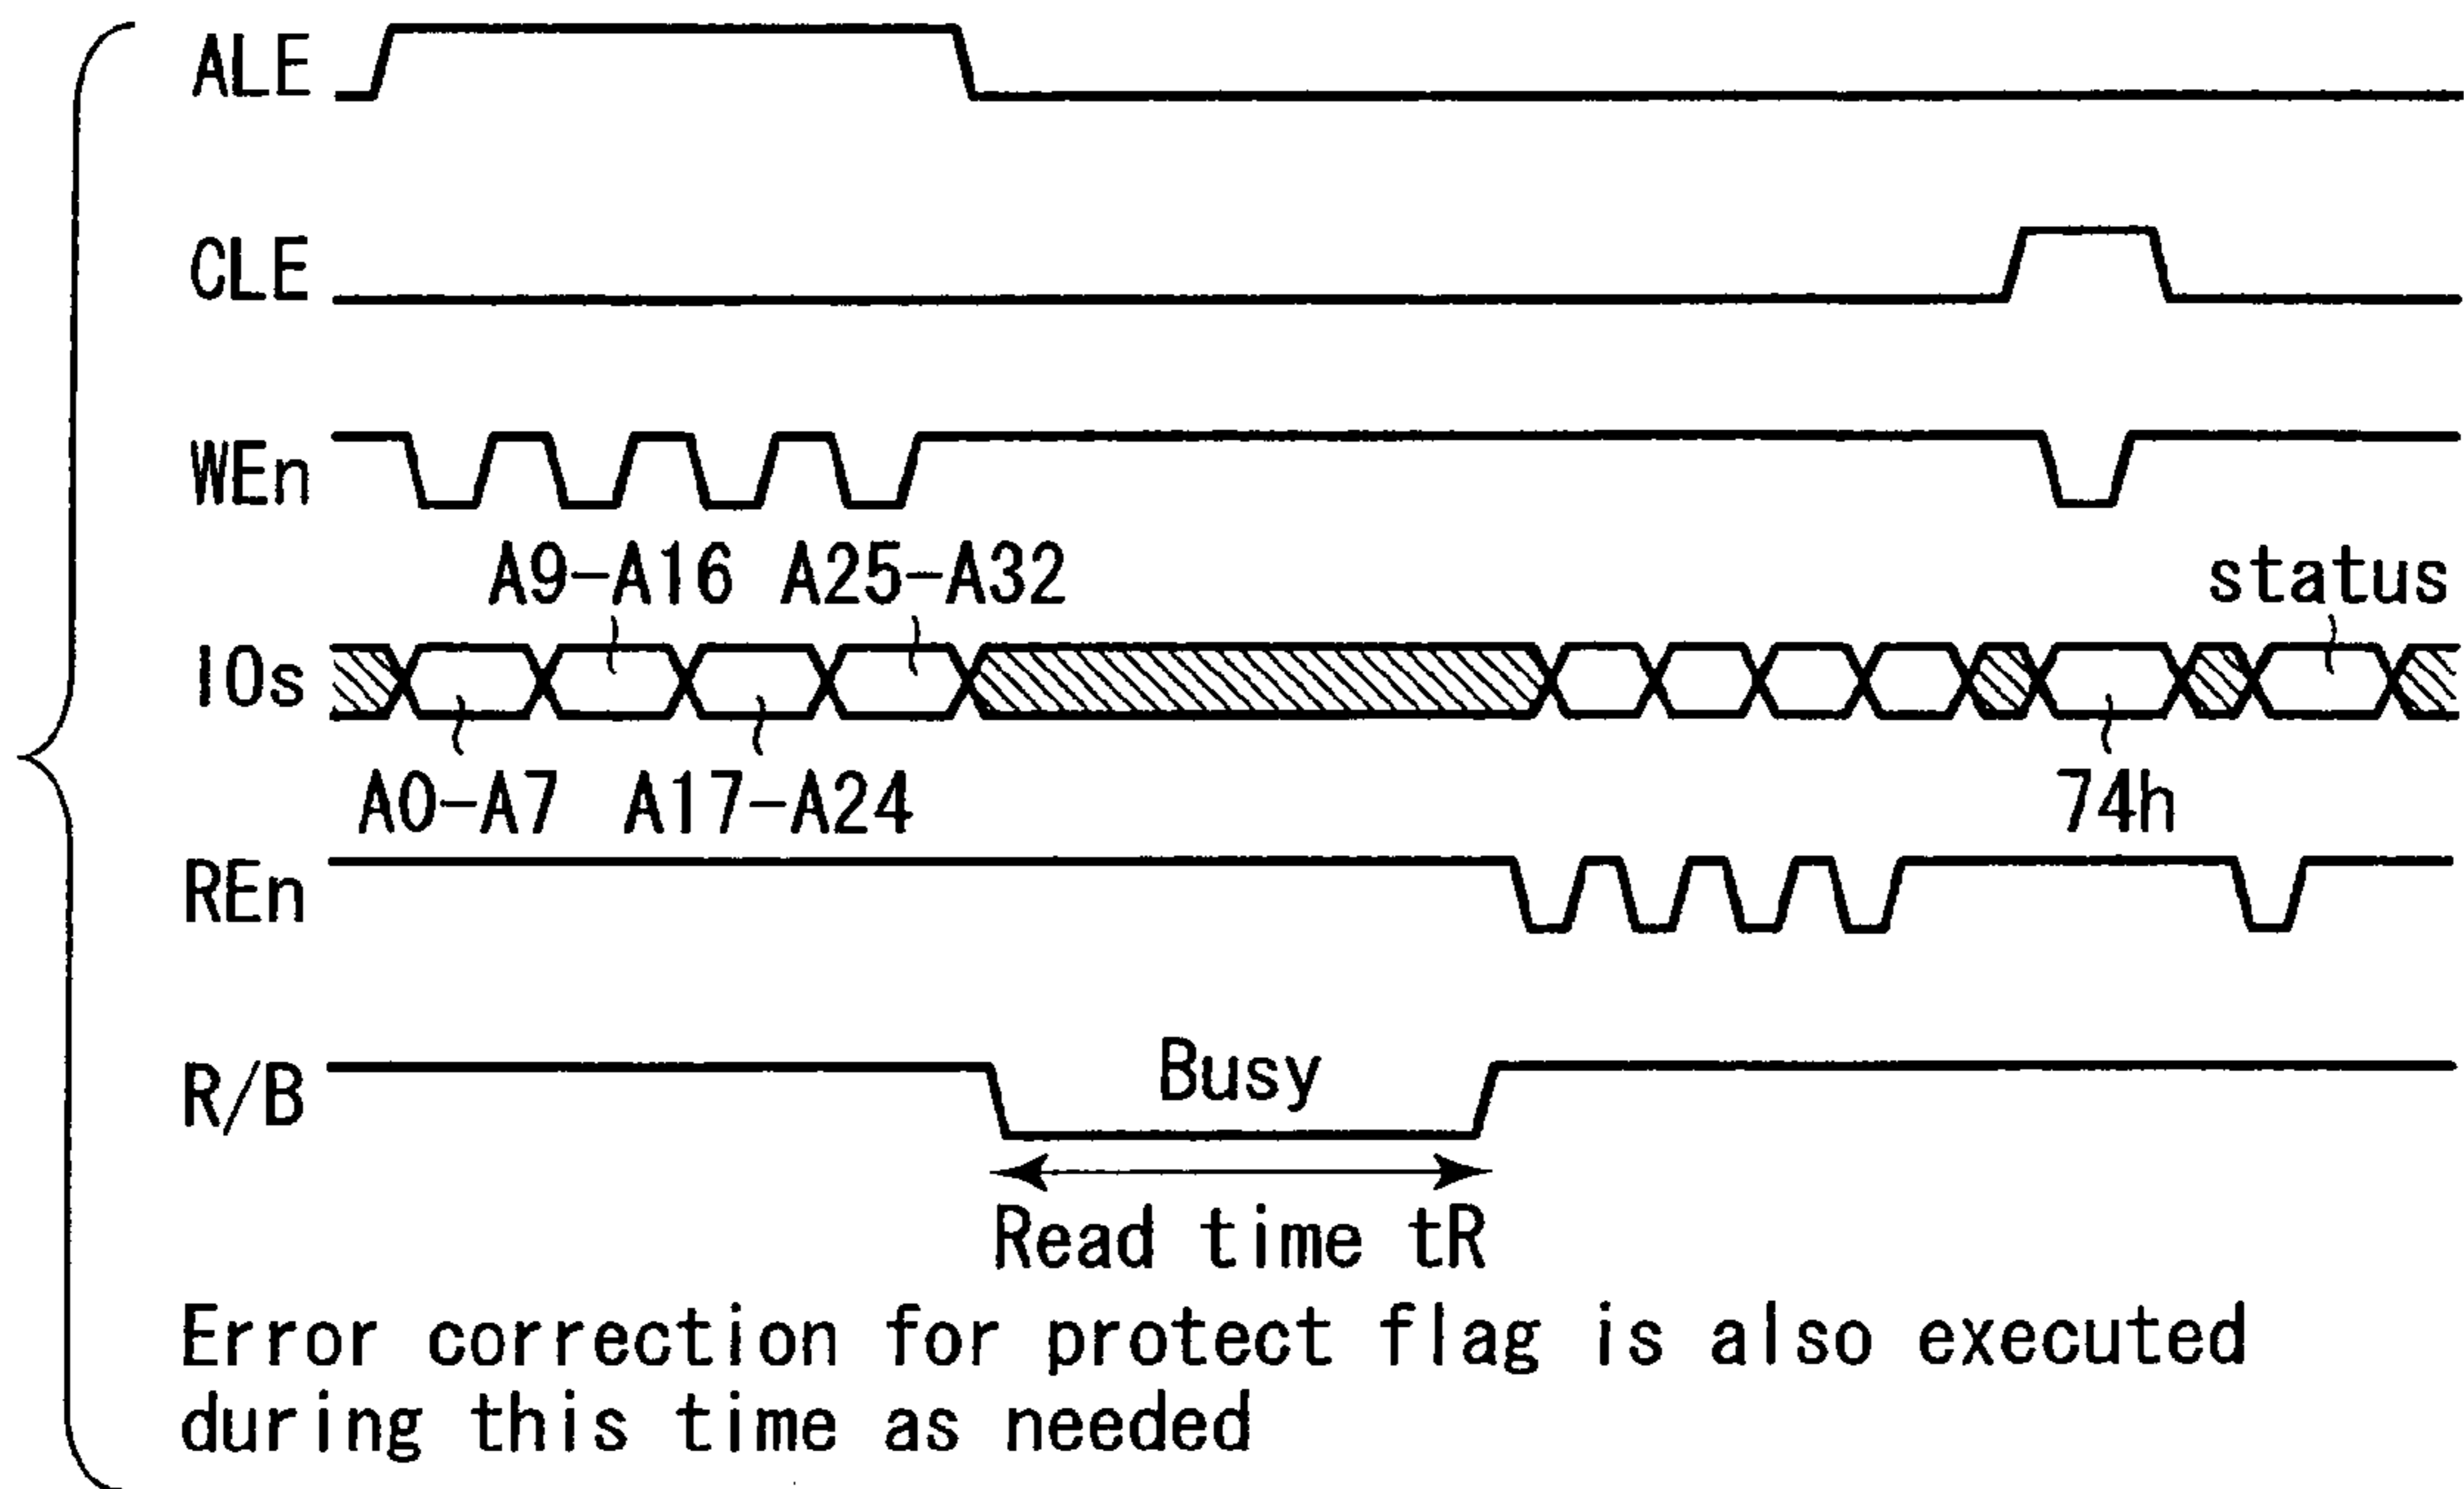 ALE
CLE
WEn
A9-A16 A25-A32 status
IOs
A0-A7 A17-A24 74h
REn
R/B Busy
Read time tR
Error correction for protect flag is also executed
during this time as needed